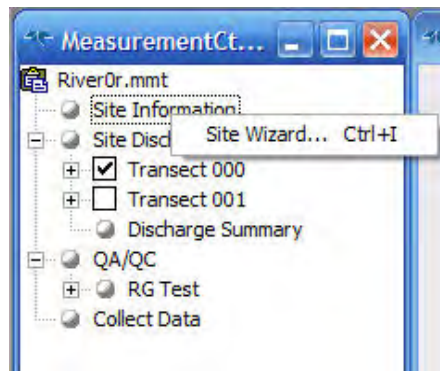 MeasurementCt...
River0r.mmt
Site Information
Site Wizard... Ctrl+I
Site Disc
Transect 000
Transect 001
Discharge Summary
QA/QC
RG Test
Collect Data